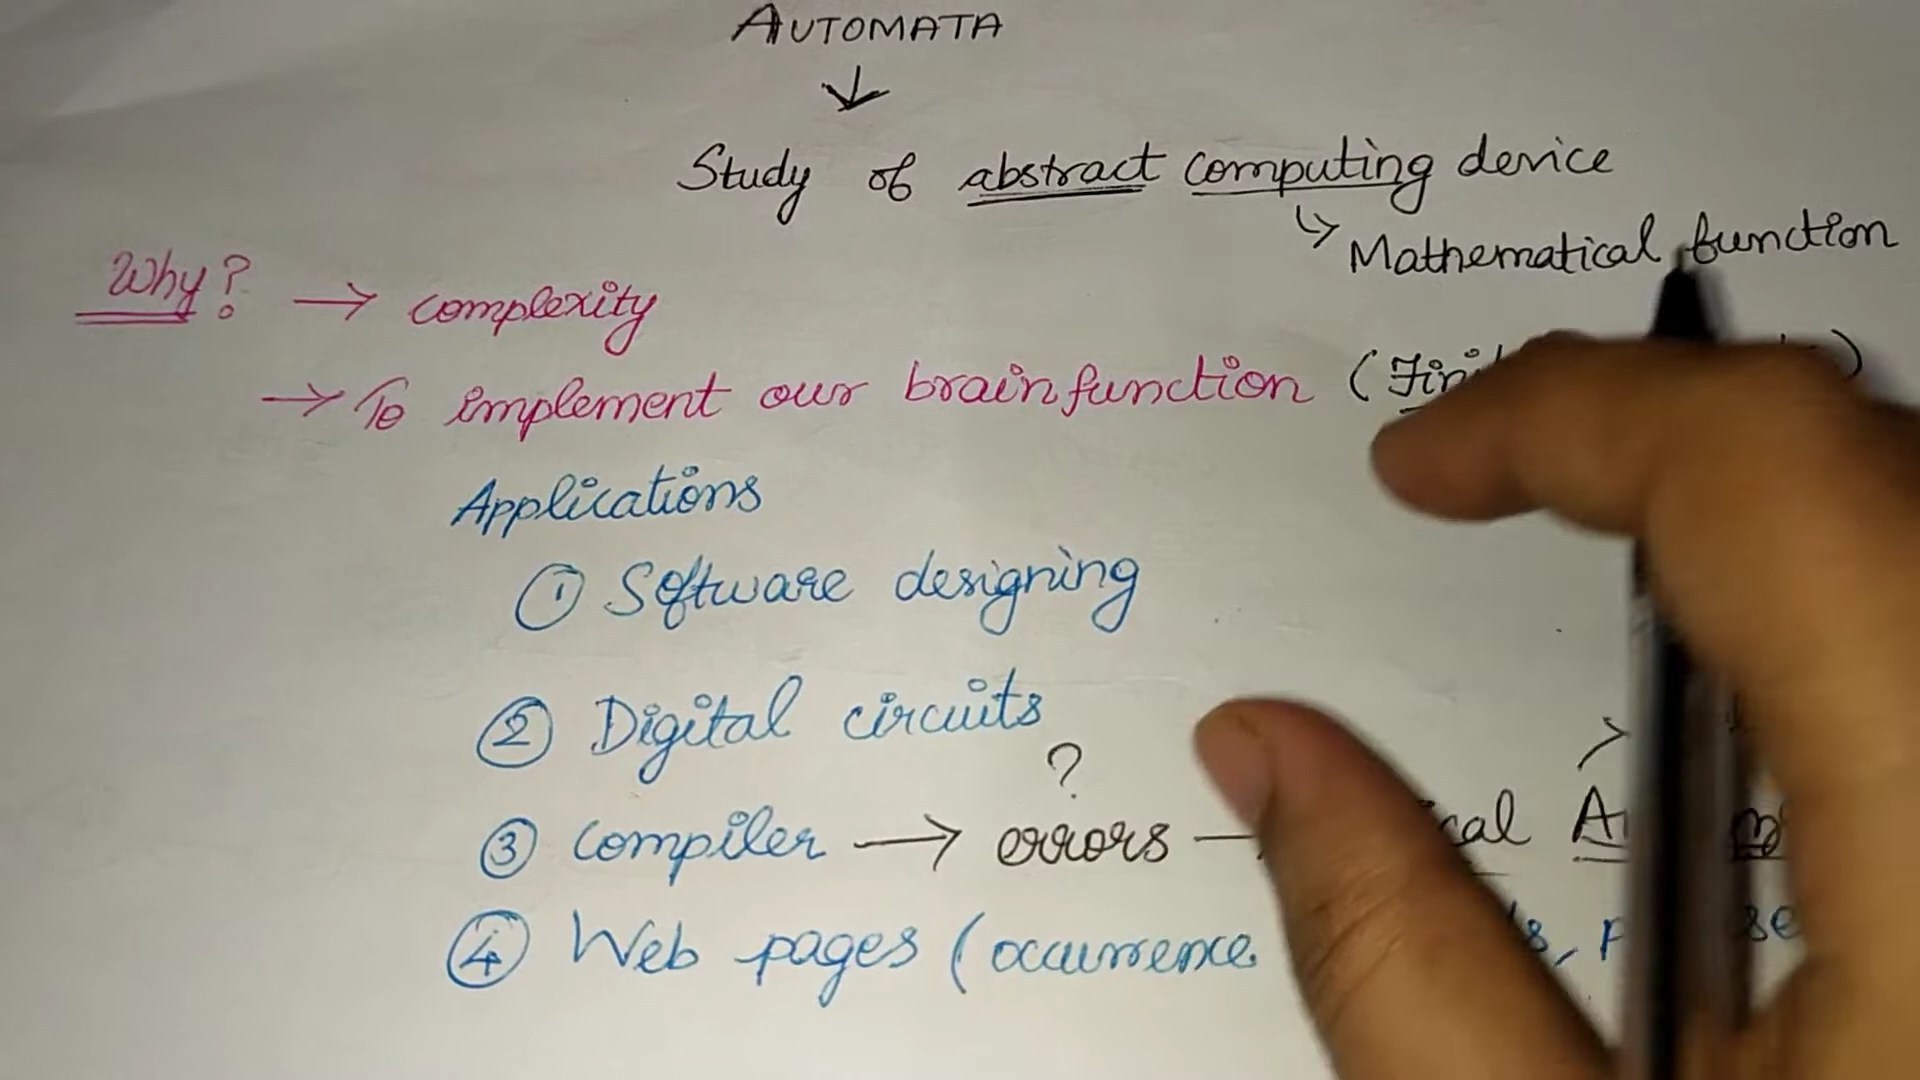 AUTOMATA
↓
Study of abstract computing device
↳ Mathematical function
Why? → complexity
→ To implement our brain function (
Applications
① Software designing
② Digital circuits
?
③ Compiler → errors →
④ Web pages (occurrence